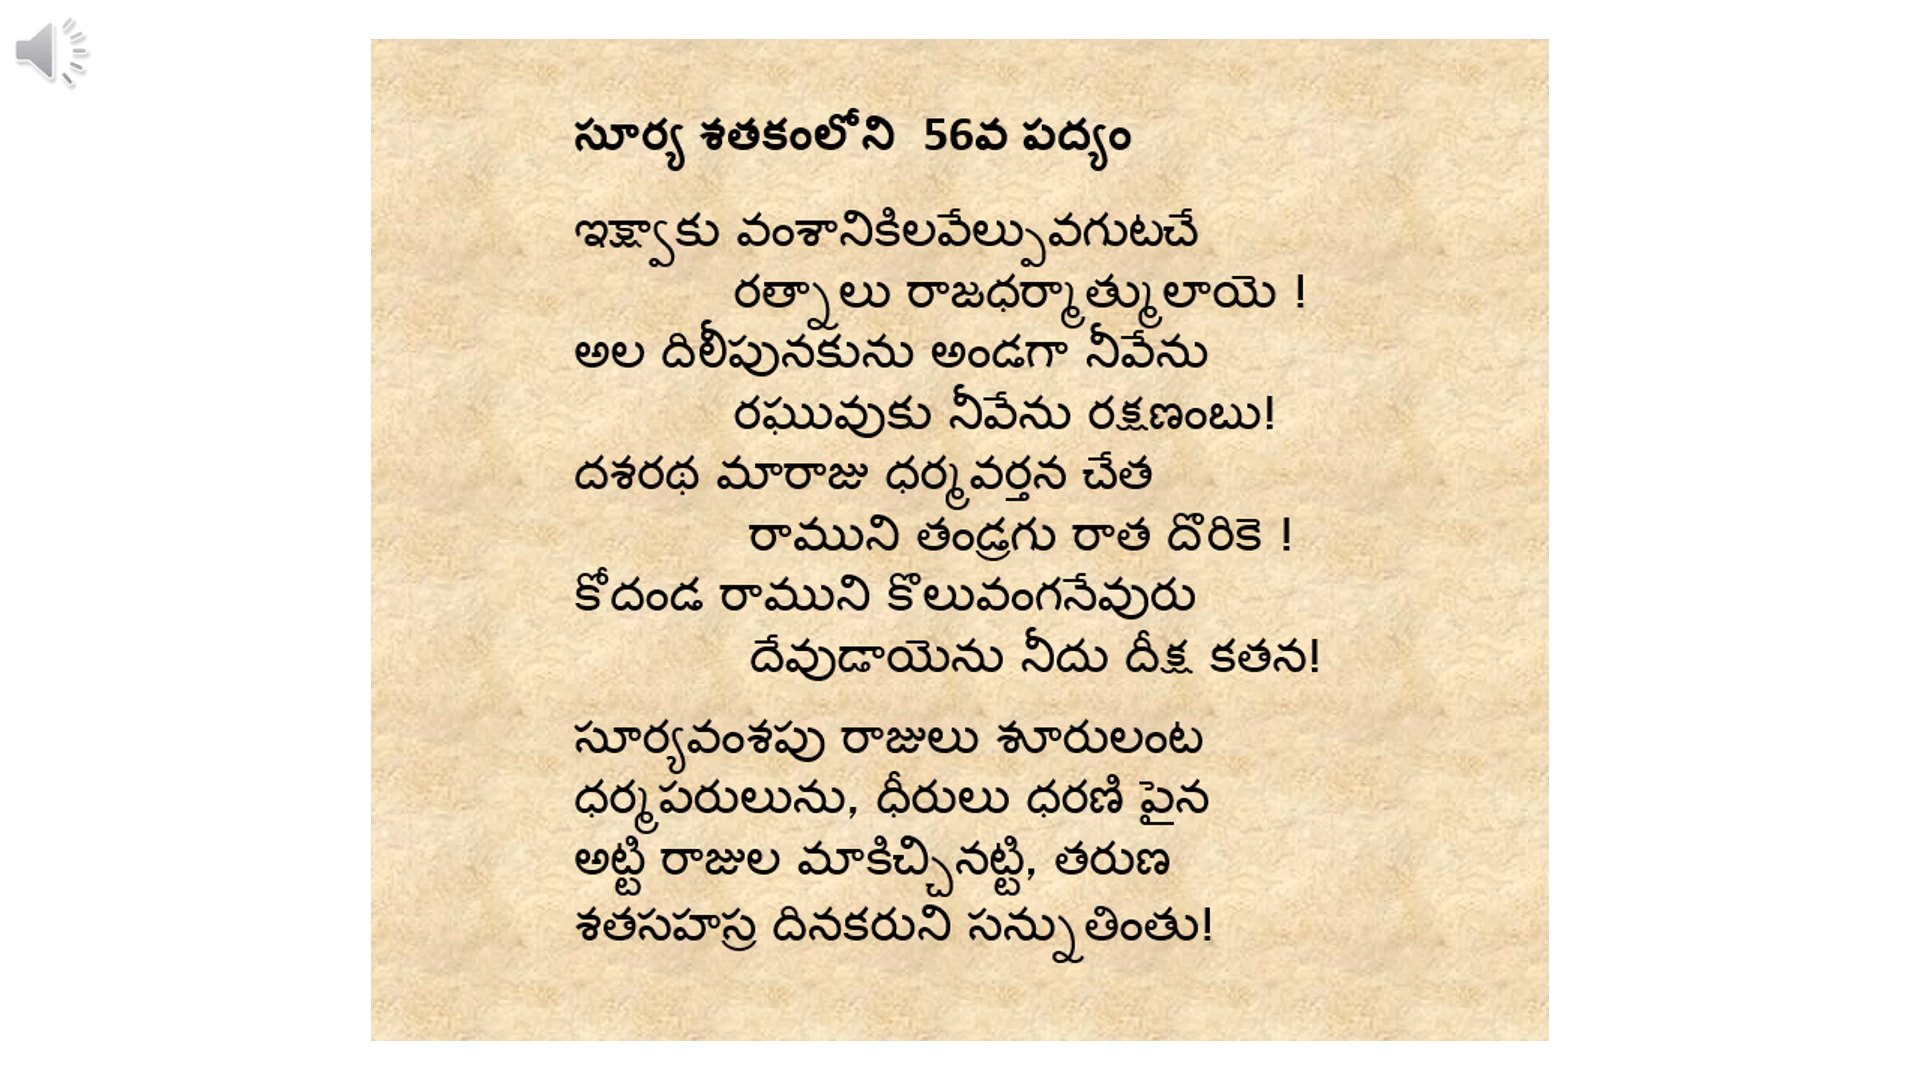 సూర్య శతకంలోని 56వ పద్యం
ఇక్ష్వాకు వంశానికిలవేల్పువగుటచే
రత్నాలు రాజధర్మాత్ములాయె !
అల దిలీపునకును అండగా నీవేను
రఘువుకు నీవేను రక్షణంబు!
దశరథ మారాజు ధర్మవర్తన చేత
రాముని తండ్రగు రాత దొరికె !
కోదండ రాముని కొలువంగనేవురు
దేవుడాయెను నీదు దీక్ష కతన!
సూర్యవంశపు రాజులు శూరులంట
ధర్మపరులును, ధీరులు ధరణి పైన
అట్టి రాజుల మాకిచ్చినట్టి, తరుణ
శతసహస్ర దినకరుని సన్నుతింతు!